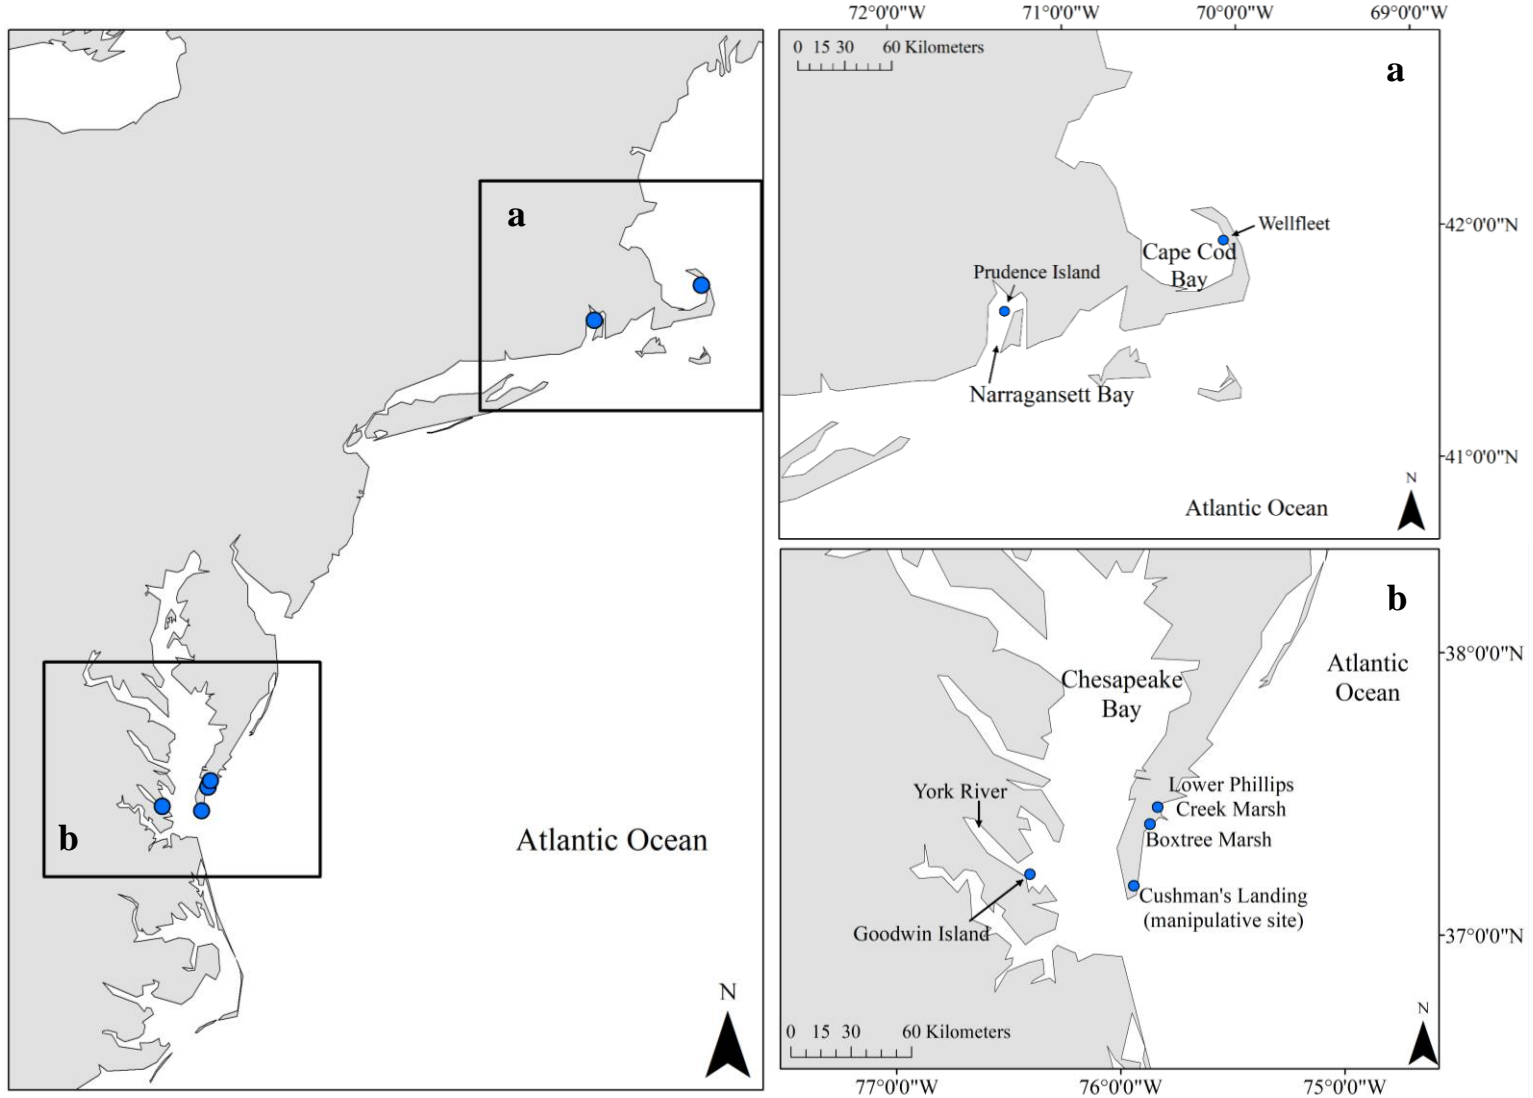 a
b
Atlantic Ocean
N
72°0'0"W 71°0'0"W 70°0'0"W 69°0'0"W
0 15 30 60 Kilometers
a
42°0'0"N
Wellfleet
Cape Cod
Bay
Prudence Island
Narragansett Bay
41°0'0"N
N
Atlantic Ocean
b
38°0'0"N
Atlantic
Ocean
Chesapeake
Bay
Lower Phillips
Creek Marsh
York River
Boxtree Marsh
Cushman's Landing
(manipulative site)
Goodwin Island
37°0'0"N
N
0 15 30 60 Kilometers
77°0'0"W 76°0'0"W 75°0'0"W